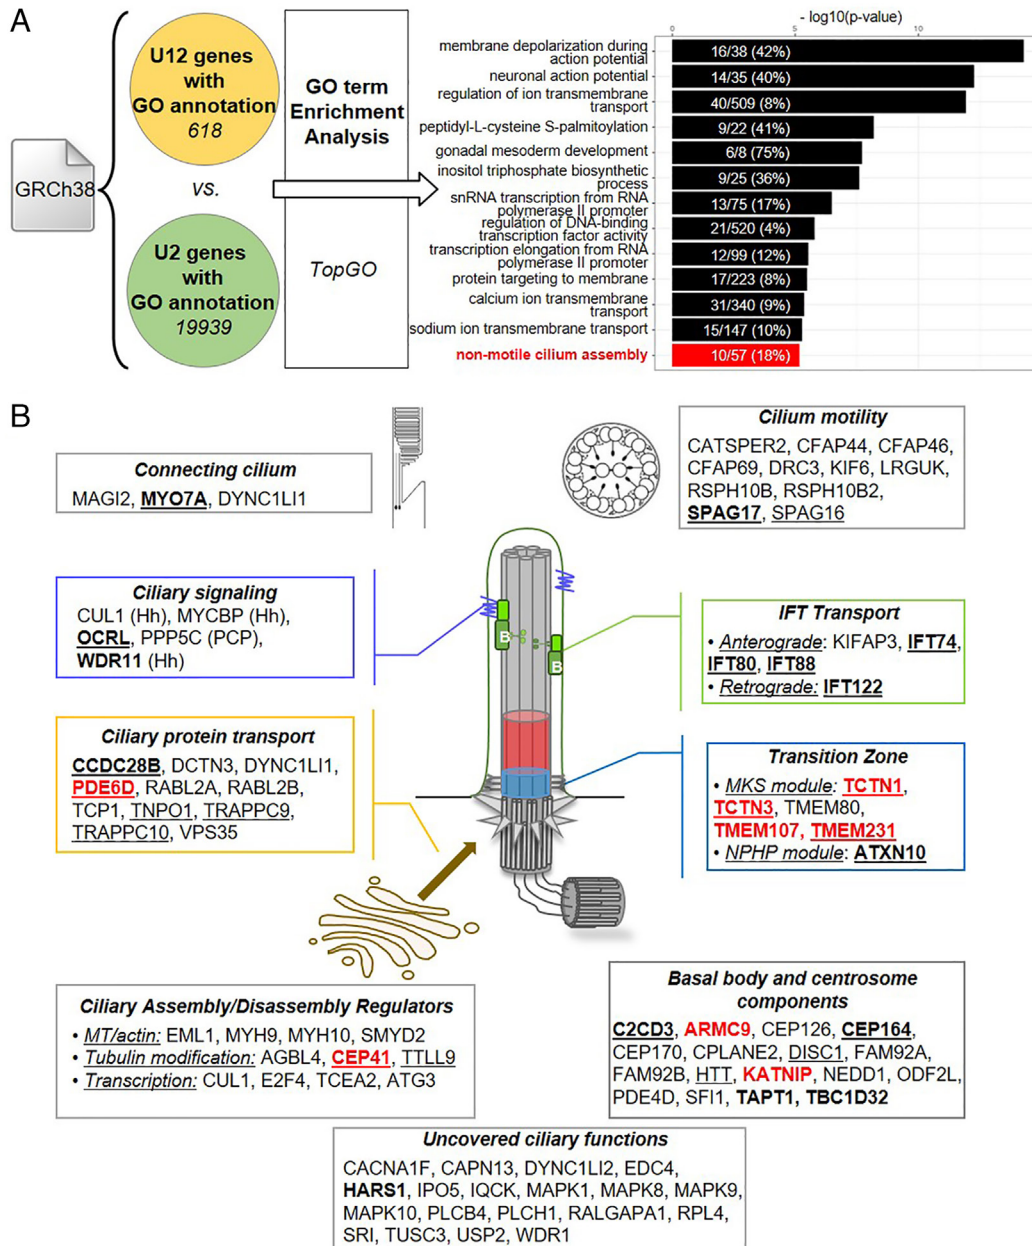 A
GRCh38
U12 genes
with
GO annotation
618
vs.
U2 genes
with
GO annotation
19939
GO term
Enrichment
Analysis
TopGO
- log10(p-value)
0
5
10
membrane depolarization during
action potential
16/38 (42%)
neuronal action potential
14/35 (40%)
regulation of ion transmembrane
transport
40/509 (8%)
peptidyl-L-cysteine S-palmitoylation
9/22 (41%)
gonadal mesoderm development
6/8 (75%)
inositol triphosphate biosynthetic
process
9/25 (36%)
snRNA transcription from RNA
polymerase II promoter
13/75 (17%)
regulation of DNA-binding
transcription factor activity
21/520 (4%)
transcription elongation from RNA
polymerase II promoter
12/99 (12%)
protein targeting to membrane
17/223 (8%)
calcium ion transmembrane
transport
31/340 (9%)
sodium ion transmembrane transport
15/147 (10%)
non-motile cilium assembly
10/57 (18%)
B
Connecting cilium
MAGI2, MYO7A, DYNC1LI1
Cilium motility
CATSPER2, CFAP44, CFAP46,
CFAP69, DRC3, KIF6, LRGUK,
RSPH10B, RSPH10B2,
SPAG17, SPAG16
Ciliary signaling
CUL1 (Hh), MYCBP (Hh),
OCRL, PPP5C (PCP),
WDR11 (Hh)
B
B
IFT Transport
• Anterograde: KIFAP3, IFT74,
IFT80, IFT88
• Retrograde: IFT122
Ciliary protein transport
CCDC28B, DCTN3, DYNC1LI1,
PDE6D, RABL2A, RABL2B,
TCP1, TNPO1, TRAPPC9,
TRAPPC10, VPS35
Transition Zone
• MKS module: TCTN1,
TCTN3, TMEM80,
TMEM107, TMEM231
• NPHP module: ATXN10
Ciliary Assembly/Disassembly Regulators
• MT/actin: EML1, MYH9, MYH10, SMYD2
• Tubulin modification: AGBL4, CEP41, TTLL9
• Transcription: CUL1, E2F4, TCEA2, ATG3
Basal body and centrosome
components
C2CD3, ARMC9, CEP126, CEP164,
CEP170, CPLANE2, DISC1, FAM92A,
FAM92B, HTT, KATNIP, NEDD1, ODF2L,
PDE4D, SFI1, TAPT1, TBC1D32
Uncovered ciliary functions
CACNA1F, CAPN13, DYNC1LI2, EDC4,
HARS1, IPO5, IQCK, MAPK1, MAPK8, MAPK9,
MAPK10, PLCB4, PLCH1, RALGAPA1, RPL4,
SRI, TUSC3, USP2, WDR1